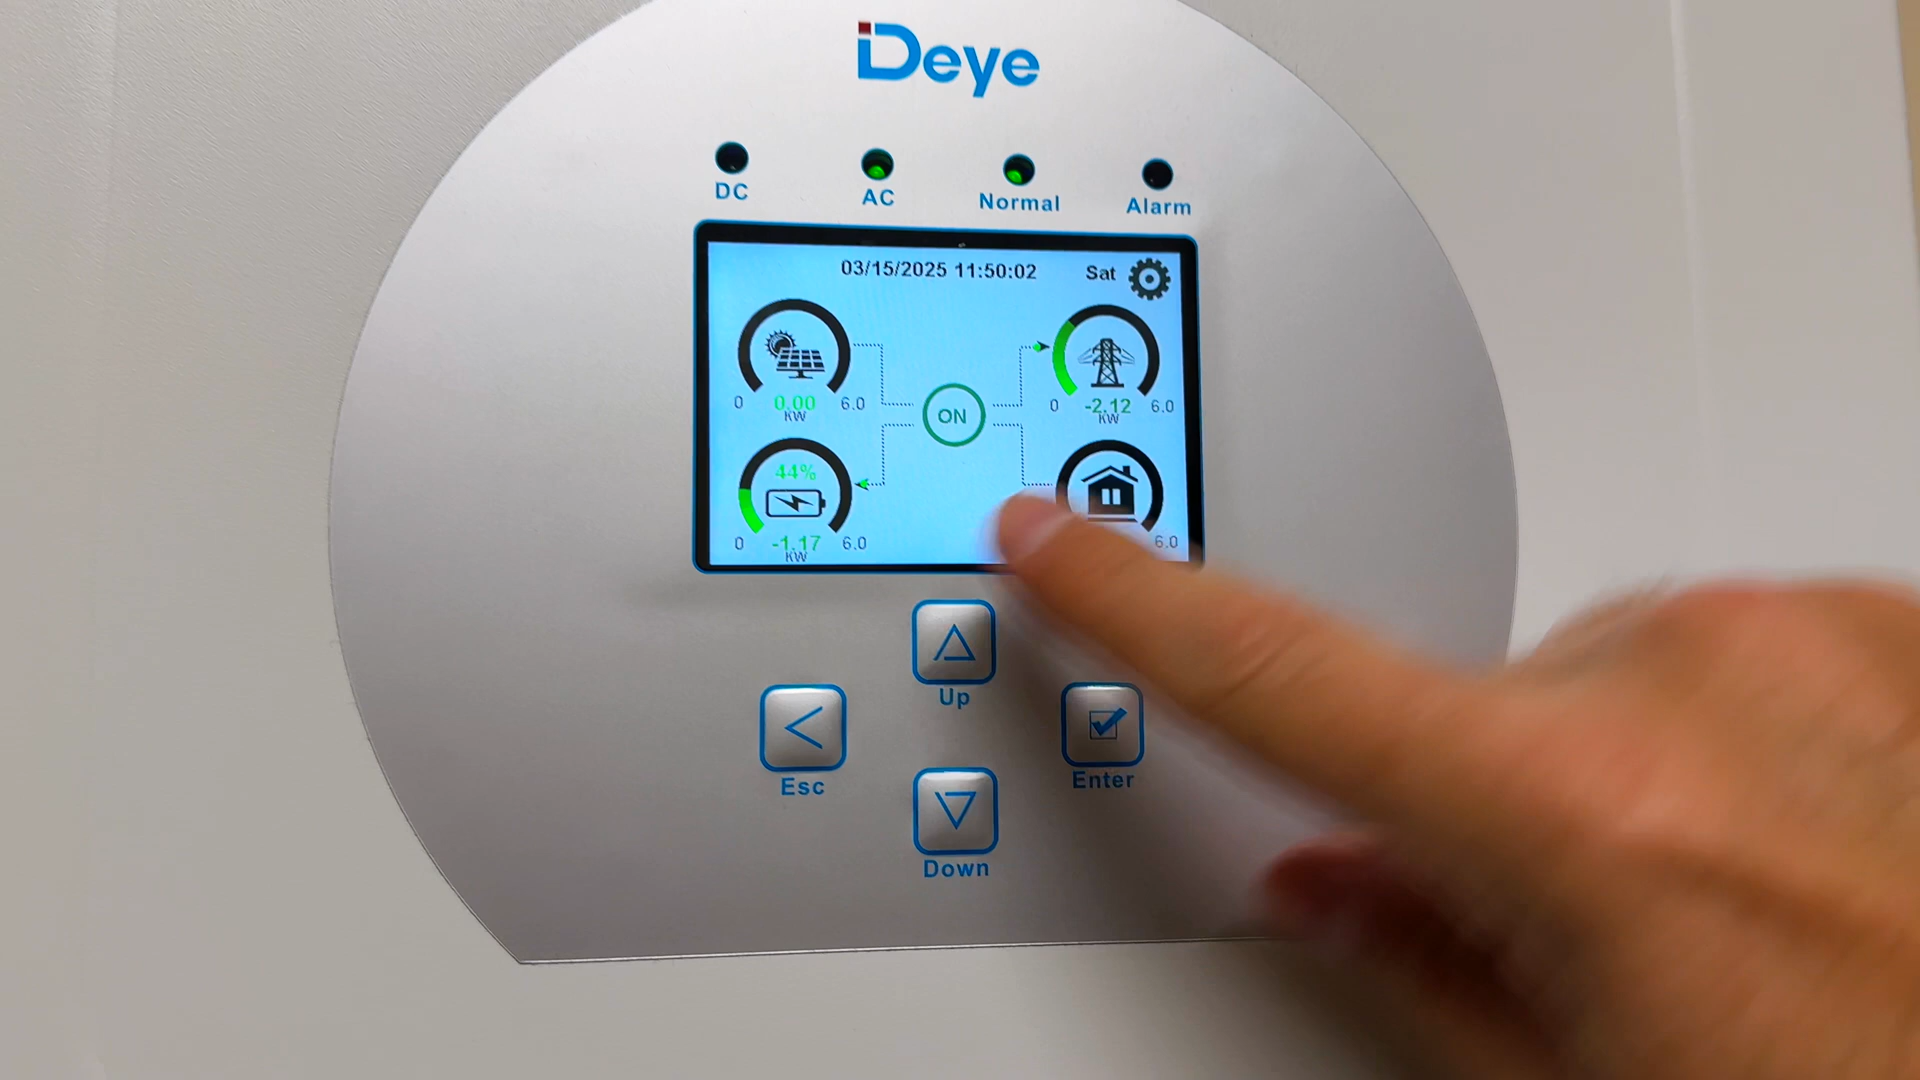 Deye
DC AC Normal Alarm
03/15/2025 11:50:02 Sat
0 0.00 6.0
KW
0 -2.12 6.0
KW
ON
44%
0 -1.17 6.0
KW
6.0
Up
Esc
Enter
Down